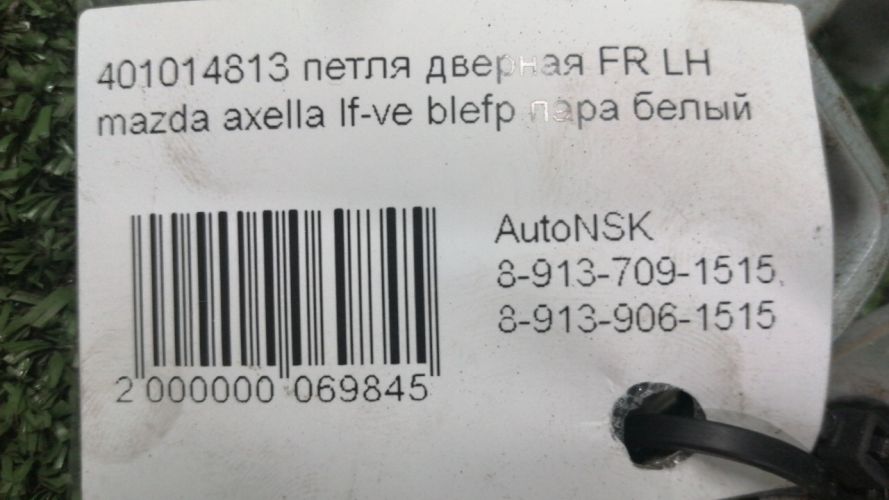 401014813 петля дверная FR LH
mazda axella lf-ve blefp пара белый
AutoNSK
8-913-709-1515
8-913-906-1515
2 000000 069845